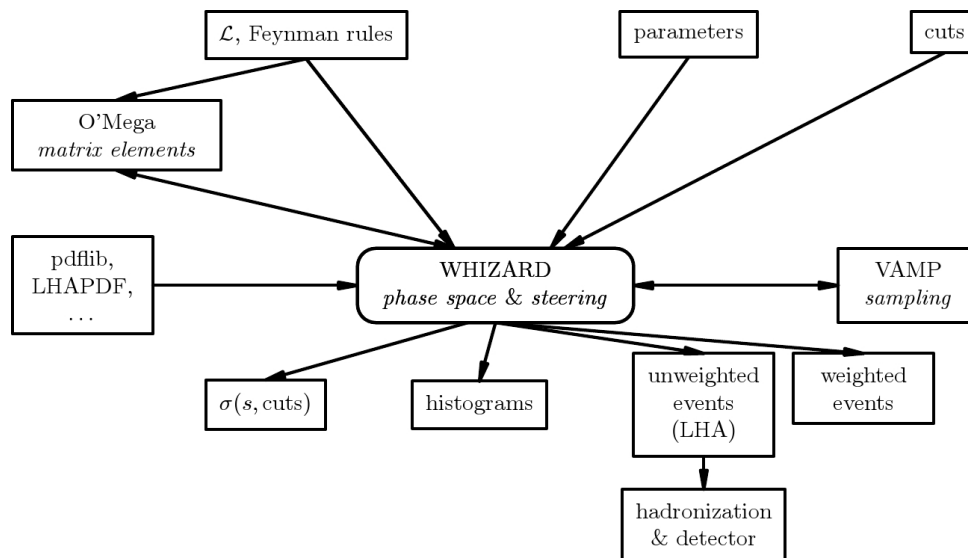 ℒ, Feynman rules
parameters
cuts
O'Mega
matrix elements
pdflib,
LHAPDF,
...
WHIZARD
phase space & steering
VAMP
sampling
σ(s, cuts)
histograms
unweighted
events
(LHA)
weighted
events
hadronization
& detector